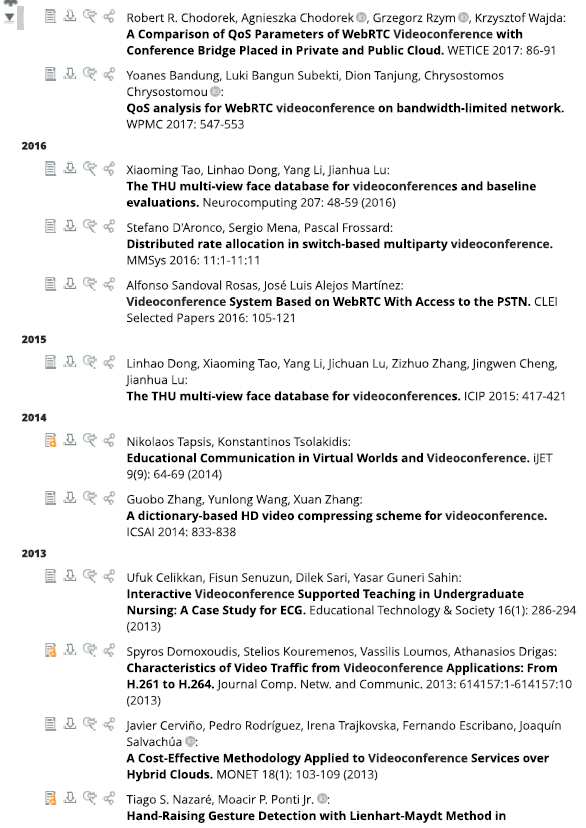 Robert R. Chodorek, Agnieszka Chodorek, Grzegorz Rzym, Krzysztof Wajda:
A Comparison of QoS Parameters of WebRTC Videoconference with
Conference Bridge Placed in Private and Public Cloud. WETICE 2017: 86-91
Yoanes Bandung, Luki Bangun Subekti, Dion Tanjung, Chrysostomos
Chrysostomou:
QoS analysis for WebRTC videoconference on bandwidth-limited network.
WPMC 2017: 547-553
2016
Xiaoming Tao, Linhao Dong, Yang Li, Jianhua Lu:
The THU multi-view face database for videoconferences and baseline
evaluations. Neurocomputing 207: 48-59 (2016)
Stefano D'Aronco, Sergio Mena, Pascal Frossard:
Distributed rate allocation in switch-based multiparty videoconference.
MMSys 2016: 11:1-11:11
Alfonso Sandoval Rosas, José Luis Alejos Martínez:
Videoconference System Based on WebRTC With Access to the PSTN. CLEI
Selected Papers 2016: 105-121
2015
Linhao Dong, Xiaoming Tao, Yang Li, Jichuan Lu, Zizhuo Zhang, Jingwen Cheng,
Jianhua Lu:
The THU multi-view face database for videoconferences. ICIP 2015: 417-421
2014
Nikolaos Tapsis, Konstantinos Tsolakidis:
Educational Communication in Virtual Worlds and Videoconference. iJET
9(9): 64-69 (2014)
Guobo Zhang, Yunlong Wang, Xuan Zhang:
A dictionary-based HD video compressing scheme for videoconference.
ICSAI 2014: 833-838
2013
Ufuk Celikkan, Fisun Senuzun, Dilek Sari, Yasar Guneri Sahin:
Interactive Videoconference Supported Teaching in Undergraduate
Nursing: A Case Study for ECG. Educational Technology & Society 16(1): 286-294
(2013)
Spyros Domoxoudis, Stelios Kouremenos, Vassilis Loumos, Athanasios Drigas:
Characteristics of Video Traffic from Videoconference Applications: From
H.261 to H.264. Journal Comp. Netw. and Communic. 2013: 614157:1-614157:10
(2013)
Javier Cerviño, Pedro Rodríguez, Irena Trajkovska, Fernando Escribano, Joaquín
Salvachúa:
A Cost-Effective Methodology Applied to Videoconference Services over
Hybrid Clouds. MONET 18(1): 103-109 (2013)
Tiago S. Nazaré, Moacir P. Ponti Jr.:
Hand-Raising Gesture Detection with Lienhart-Maydt Method in